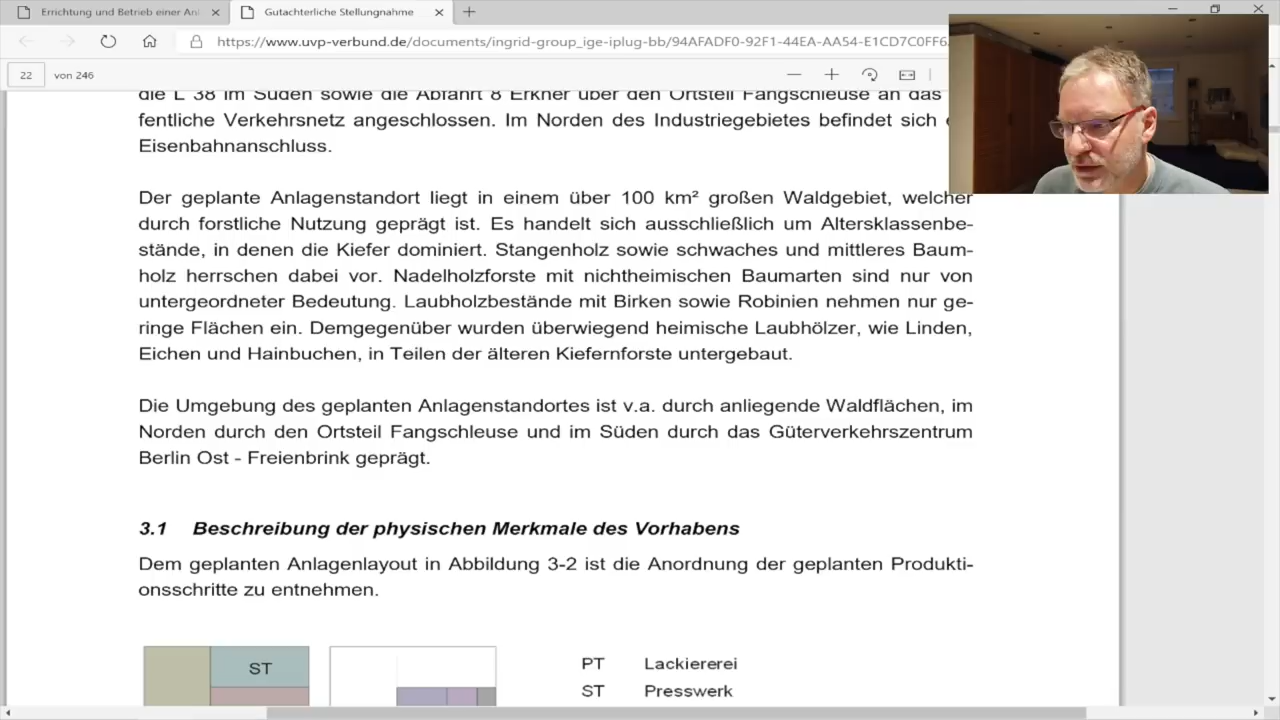 Errichtung und Betrieb einer Anl
Gutachterliche Stellungnahme
https://www.uvp-verbund.de/documents/ingrid-group_ige-iplug-bb/94AFADF0-92F1-44EA-AA54-E1CD7C0FF6
22 von 246
die L 38 im Süden sowie die Abfahrt 8 Erkner über den Ortsteil Fangschleuse an das
fentliche Verkehrsnetz angeschlossen. Im Norden des Industriegebietes befindet sich
Eisenbahnanschluss.
Der geplante Anlagenstandort liegt in einem über 100 km² großen Waldgebiet, welcher
durch forstliche Nutzung geprägt ist. Es handelt sich ausschließlich um Altersklassenbe-
stände, in denen die Kiefer dominiert. Stangenholz sowie schwaches und mittleres Baum-
holz herrschen dabei vor. Nadelholzforste mit nichtheimischen Baumarten sind nur von
untergeordneter Bedeutung. Laubholzbestände mit Birken sowie Robinien nehmen nur ge-
ringe Flächen ein. Demgegenüber wurden überwiegend heimische Laubhölzer, wie Linden,
Eichen und Hainbuchen, in Teilen der älteren Kiefernforste untergebaut.
Die Umgebung des geplanten Anlagenstandortes ist v.a. durch anliegende Waldflächen, im
Norden durch den Ortsteil Fangschleuse und im Süden durch das Güterverkehrszentrum
Berlin Ost - Freienbrink geprägt.
3.1 Beschreibung der physischen Merkmale des Vorhabens
Dem geplanten Anlagenlayout in Abbildung 3-2 ist die Anordnung der geplanten Produkti-
onsschritte zu entnehmen.
ST
PT Lackiererei
ST Presswerk